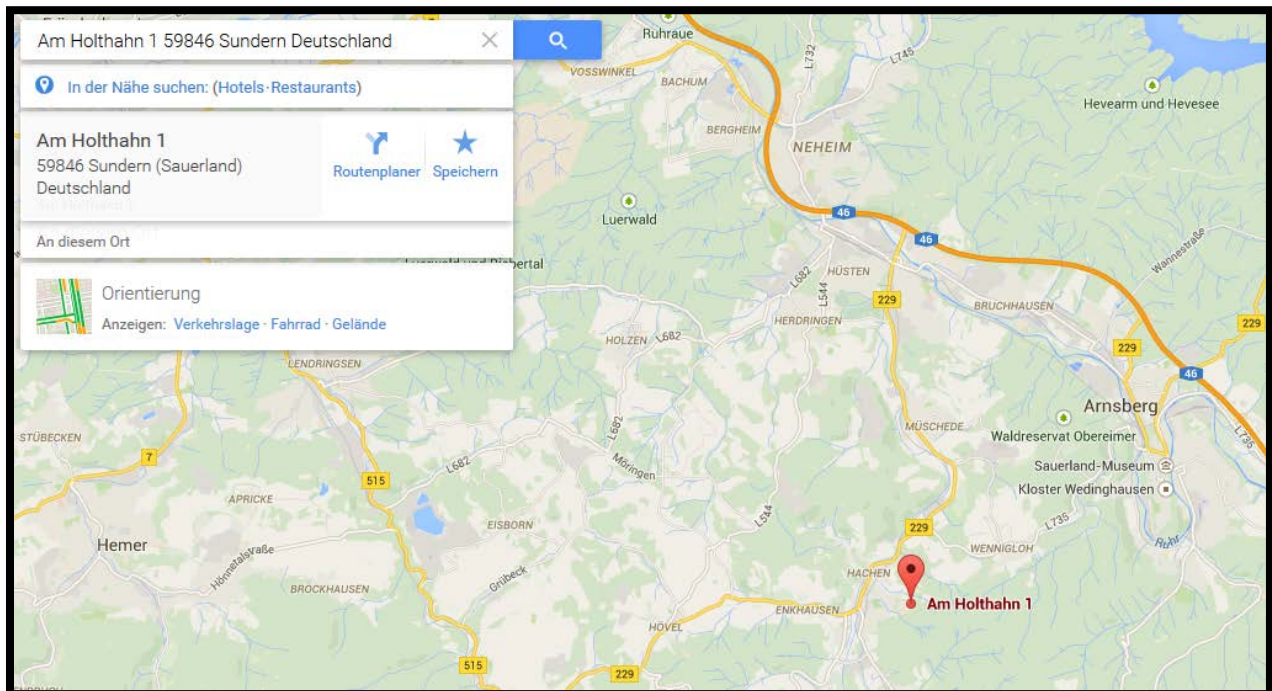 Am Holthahn 1 59846 Sundern Deutschland
In der Nähe suchen: (Hotels·Restaurants)
Am Holthahn 1
59846 Sundern (Sauerland)
Deutschland
Routenplaner
Speichern
An diesem Ort
Orientierung
Anzeigen: Verkehrslage · Fahrrad · Gelände
Ruhraue
VOSSWINKEL
BACHUM
L732
L745
Hevearm und Hevesee
BERGHEIM
NEHEIM
Luerwald
46
46
Wannestraße
L682
HÜSTEN
L544
229
BRUCHHAUSEN
229
HERDRINGEN
HOLZEN
L682
229
LENDRINGSEN
46
Arnsberg
L682
MÜSCHEDE
Waldreservat Obereimer
L735
STÜBECKEN
7
L682
Möringen
Sauerland-Museum
515
Kloster Wedinghausen
APRICKE
L544
EISBORN
229
L735
Hemer
WENNIGLOH
Ruhr
Hönnetalstraße
HACHEN
BROCKHAUSEN
Grübeck
Am Holthahn 1
ENKHAUSEN
HÖVEL
515
229